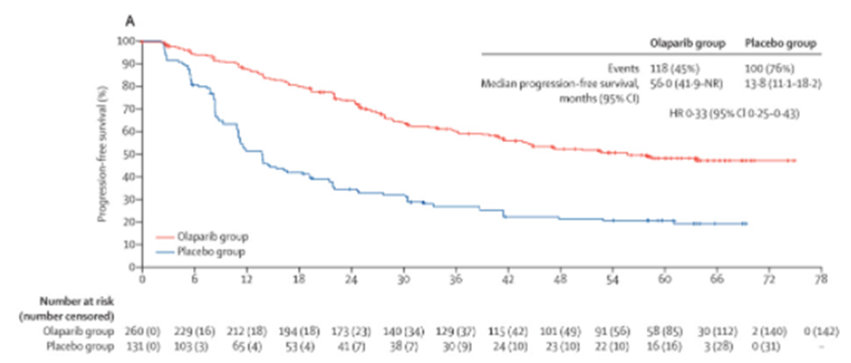 A
Olaparib group Placebo group
Events 118 (45%) 100 (76%)
Median progression-free survival, 56·0 (41·9–NR) 13·8 (11·1–18·2)
months (95% CI)
HR 0·33 (95% CI 0·25–0·43)
Progression-free survival (%)
100
90
80
70
60
50
40
30
20
10
0
Olaparib group
Placebo group
0 6 12 18 24 30 36 42 48 54 60 66 72 78
Number at risk
(number censored)
Olaparib group 260 (0) 229 (16) 212 (18) 194 (18) 173 (23) 140 (34) 129 (37) 115 (42) 101 (49) 91 (56) 58 (85) 30 (112) 2 (140) 0 (142)
Placebo group 131 (0) 103 (3) 65 (4) 53 (4) 41 (7) 38 (7) 30 (9) 24 (10) 23 (10) 22 (10) 16 (16) 3 (28) 0 (31) –